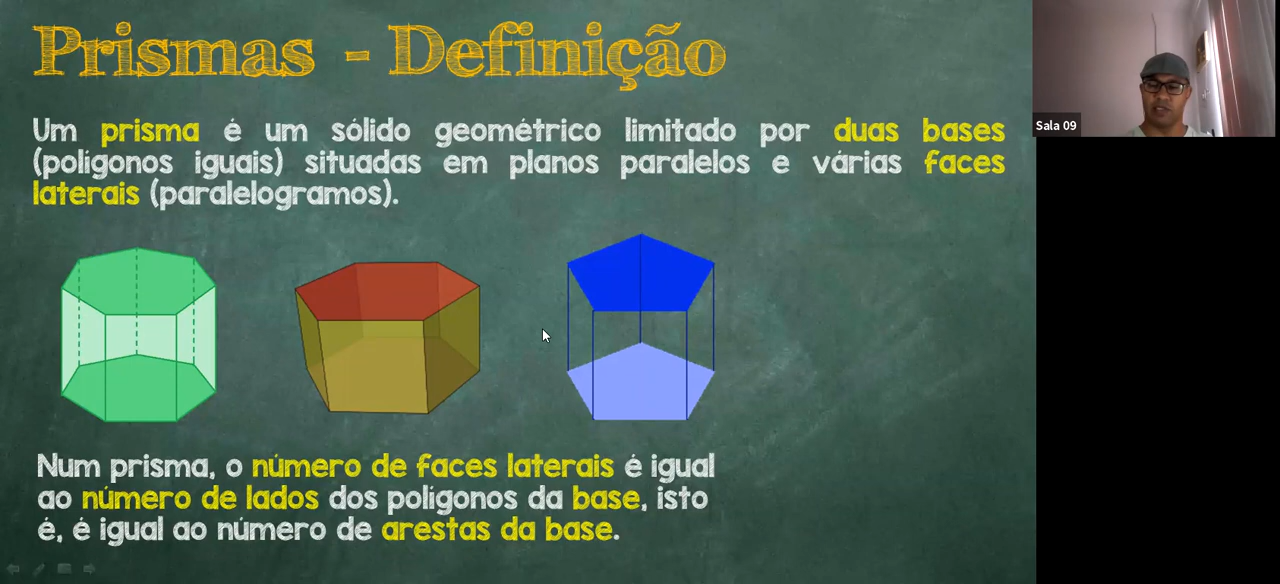 Prismas - Definição
Um prisma é um sólido geométrico limitado por duas bases
(polígonos iguais) situadas em planos paralelos e várias faces
laterais (paralelogramos).
Num prisma, o número de faces laterais é igual
ao número de lados dos polígonos da base, isto
é, é igual ao número de arestas da base.
Sala 09